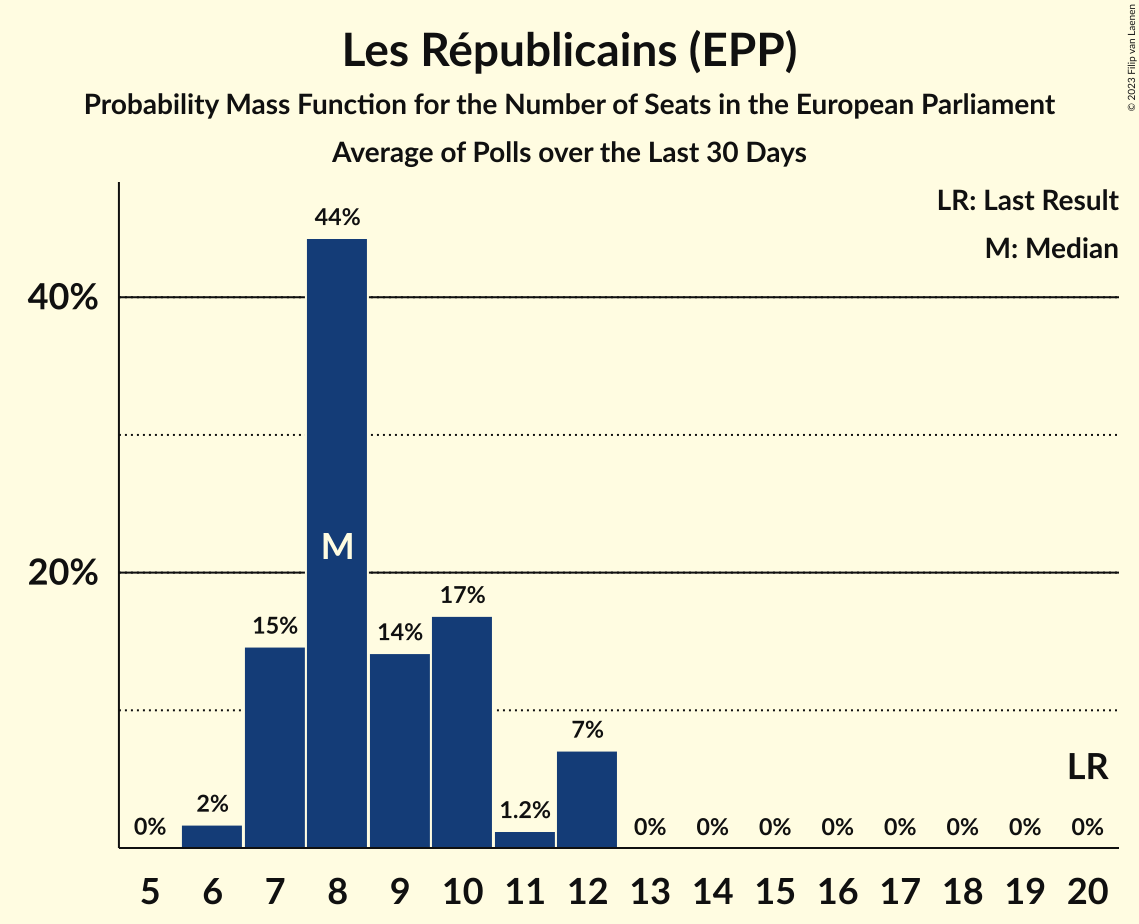 Les Républicains (EPP)
Probability Mass Function for the Number of Seats in the European Parliament
Average of Polls over the Last 30 Days
© 2023 Filip van Laenen
LR: Last Result
M: Median
40%
20%
0% 2% 15% 44% 14% 17% 1.2% 7% 0% 0% 0% 0% 0% 0% 0% 0%
M
LR
5 6 7 8 9 10 11 12 13 14 15 16 17 18 19 20